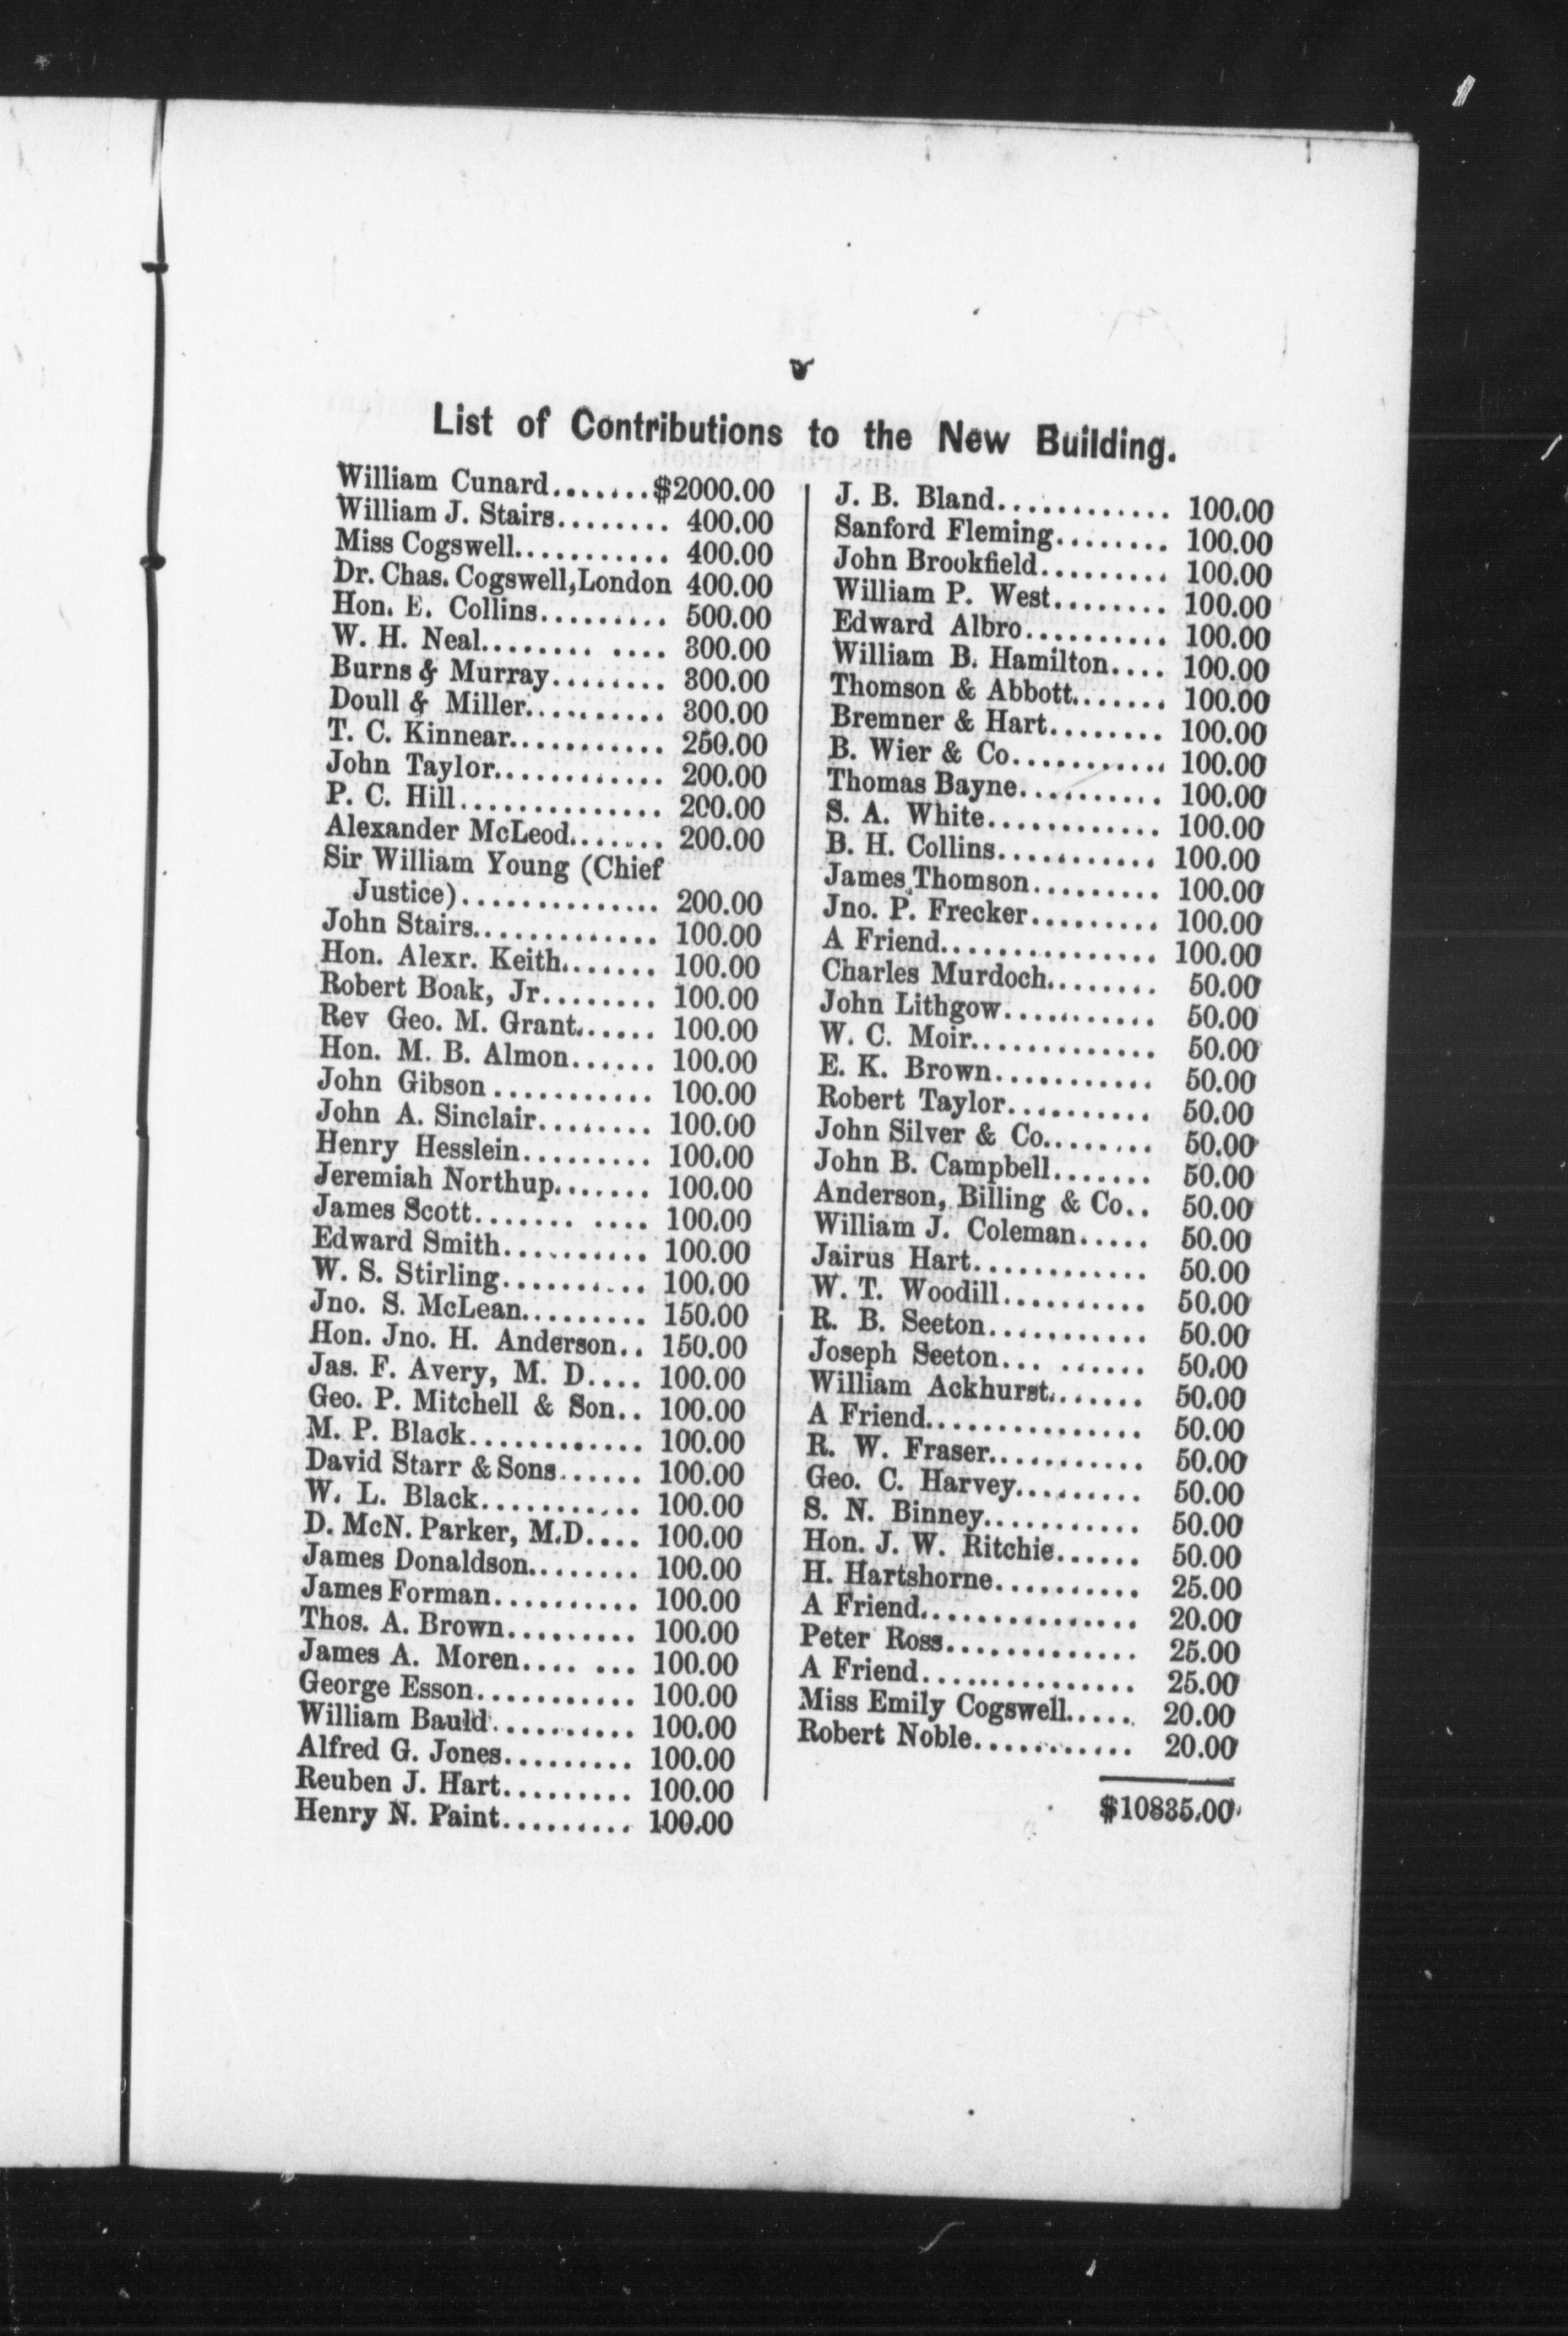 List of Contributions to the New Building.
William Cunard.......$2000.00
William J. Stairs........ 400.00
Miss Cogswell........... 400.00
Dr. Chas. Cogswell,London 400.00
Hon. E. Collins......... 500.00
W. H. Neal........ .... 300.00
Burns & Murray........ 300.00
Doull & Miller.......... 300.00
T. C. Kinnear........... 250.00
John Taylor............ 200.00
P. C. Hill.............. 200.00
Alexander McLeod....... 200.00
Sir William Young (Chief
Justice).............. 200.00
John Stairs............. 100.00
Hon. Alexr. Keith....... 100.00
Robert Boak, Jr........ 100.00
Rev Geo. M. Grant...... 100.00
Hon. M. B. Almon...... 100.00
John Gibson ........... 100.00
John A. Sinclair........ 100.00
Henry Hesslein......... 100.00
Jeremiah Northup....... 100.00
James Scott....... .... 100.00
Edward Smith.......... 100.00
W. S. Stirling.......... 100.00
Jno. S. McLean......... 150.00
Hon. Jno. H. Anderson.. 150.00
Jas. F. Avery, M. D.... 100.00
Geo. P. Mitchell & Son.. 100.00
M. P. Black............ 100.00
David Starr & Sons...... 100.00
W. L. Black........... 100.00
D. McN. Parker, M.D.... 100.00
James Donaldson........ 100.00
James Forman.......... 100.00
Thos. A. Brown......... 100.00
James A. Moren.... ... 100.00
George Esson........... 100.00
William Bauld.......... 100.00
Alfred G. Jones......... 100.00
Reuben J. Hart......... 100.00
Henry N. Paint......... 100.00
J. B. Bland............ 100.00
Sanford Fleming........ 100.00
John Brookfield......... 100.00
William P. West........ 100.00
Edward Albro.......... 100.00
William B. Hamilton.... 100.00
Thomson & Abbott....... 100.00
Bremner & Hart........ 100.00
B. Wier & Co........... 100.00
Thomas Bayne.......... 100.00
S. A. White............ 100.00
B. H. Collins........... 100.00
James Thomson......... 100.00
Jno. P. Frecker......... 100.00
A Friend............... 100.00
Charles Murdoch........ 50.00
John Lithgow........... 50.00
W. C. Moir............. 50.00
E. K. Brown........... 50.00
Robert Taylor.......... 50.00
John Silver & Co........ 50.00
John B. Campbell....... 50.00
Anderson, Billing & Co.. 50.00
William J. Coleman..... 50.00
Jairus Hart............ 50.00
W. T. Woodill.......... 50.00
R. B. Seeton........... 50.00
Joseph Seeton... ...... 50.00
William Ackhurst....... 50.00
A Friend............... 50.00
R. W. Fraser........... 50.00
Geo. C. Harvey......... 50.00
S. N. Binney........... 50.00
Hon. J. W. Ritchie...... 50.00
H. Hartshorne.......... 25.00
A Friend............... 20.00
Peter Ross............. 25.00
A Friend............... 25.00
Miss Emily Cogswell..... 20.00
Robert Noble........... 20.00
$10835.00